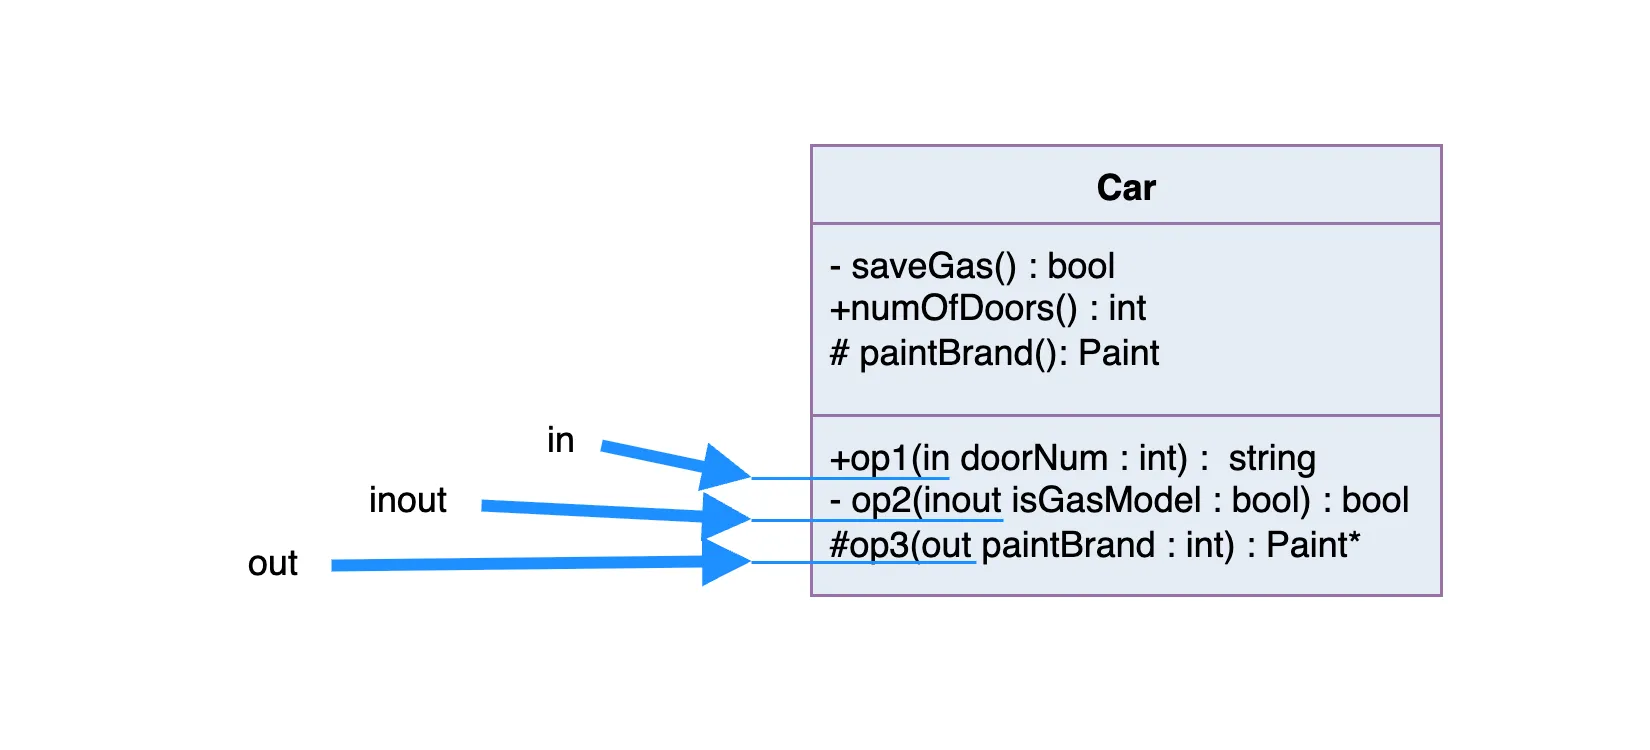 Car
- saveGas() : bool
+numOfDoors() : int
# paintBrand(): Paint
in
+op1(in doorNum : int) :  string
inout
- op2(inout isGasModel : bool) : bool
out
#op3(out paintBrand : int) : Paint*